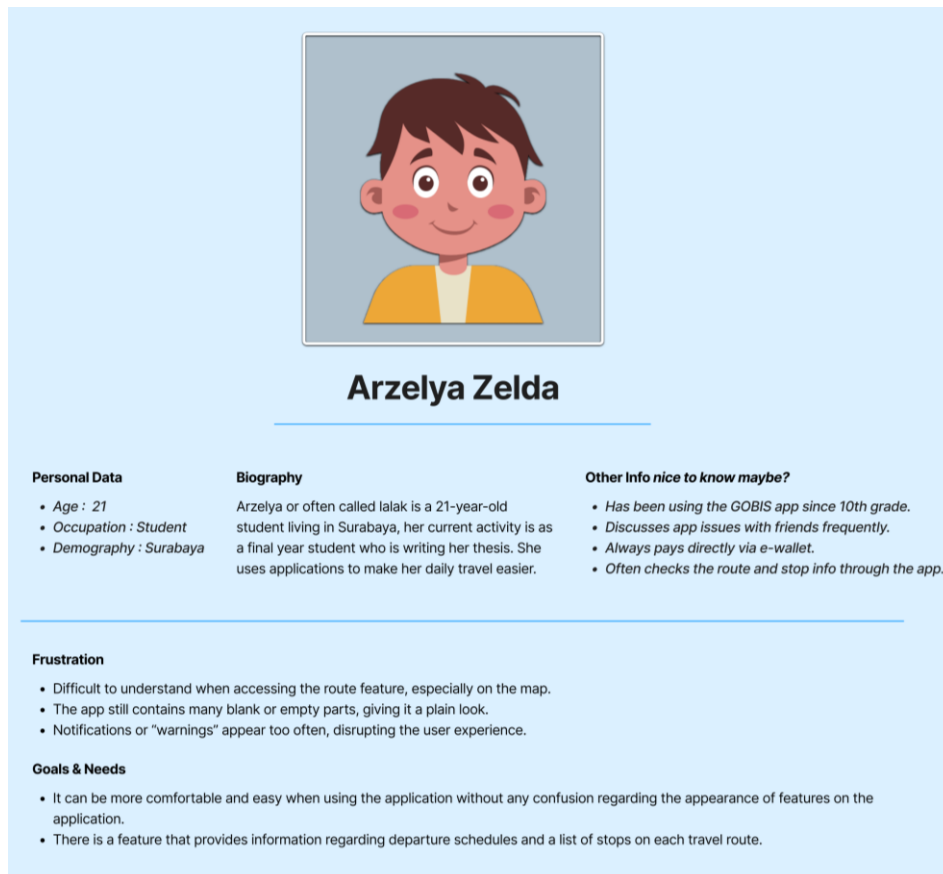 Arzelya Zelda
Personal Data
• Age : 21
• Occupation : Student
• Demography : Surabaya
Biography
Arzelya or often called lalak is a 21-year-old
student living in Surabaya, her current activity is as
a final year student who is writing her thesis. She
uses applications to make her daily travel easier.
Other Info nice to know maybe?
• Has been using the GOBIS app since 10th grade.
• Discusses app issues with friends frequently.
• Always pays directly via e-wallet.
• Often checks the route and stop info through the app.
Frustration
• Difficult to understand when accessing the route feature, especially on the map.
• The app still contains many blank or empty parts, giving it a plain look.
• Notifications or “warnings” appear too often, disrupting the user experience.
Goals & Needs
• It can be more comfortable and easy when using the application without any confusion regarding the appearance of features on the
application.
• There is a feature that provides information regarding departure schedules and a list of stops on each travel route.